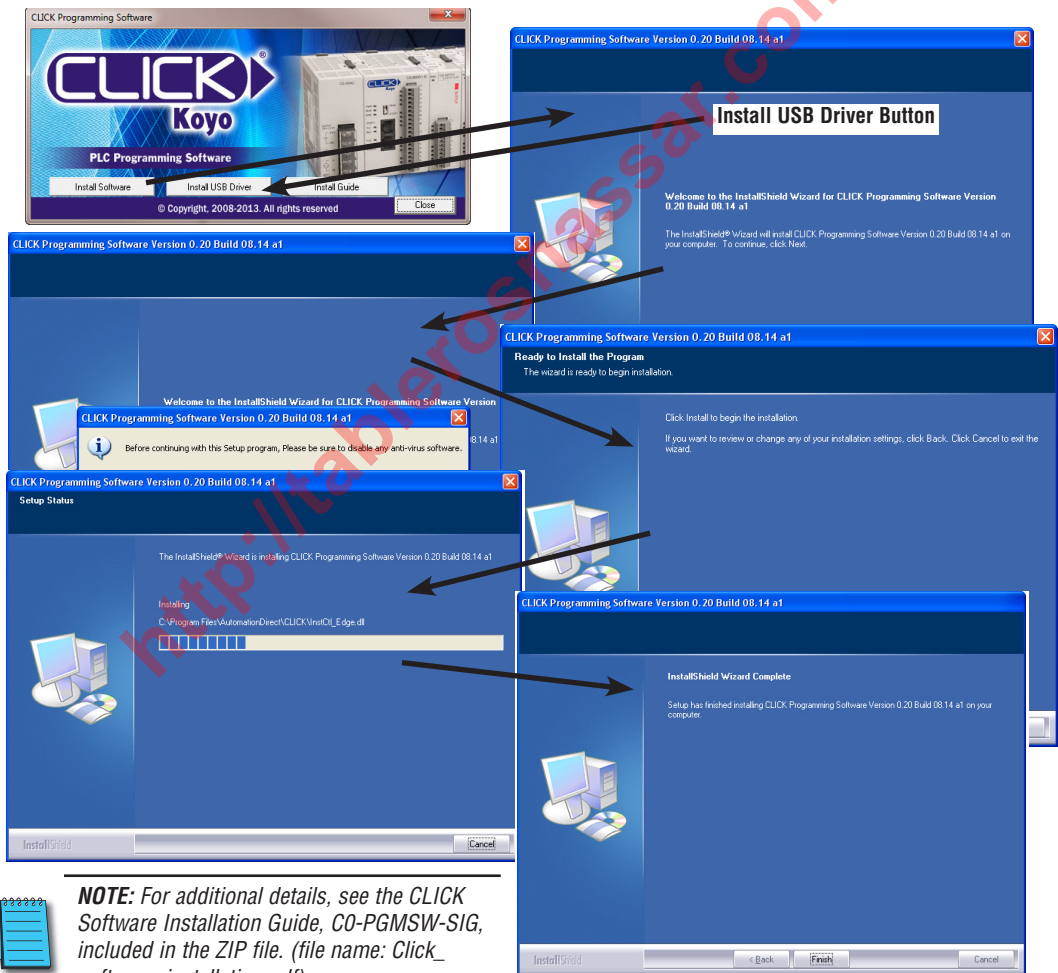 CLICK Programming Software
CLICK
®
Koyo
PLC Programming Software
Install Software
Install USB Driver
Install Guide
© Copyright, 2008-2013. All rights reserved
Close
CLICK Programming Software Version 0.20 Build 08.14 a1
Install USB Driver Button
Welcome to the InstallShield Wizard for CLICK Programming Software Version
0.20 Build 08.14 a1
The InstallShield® Wizard will install CLICK Programming Software Version 0.20 Build 08.14 a1 on
your computer. To continue, click Next.
CLICK Programming Software Version 0.20 Build 08.14 a1
Welcome to the InstallShield Wizard for CLICK Programming Software Version
8.14 a1
CLICK Programming Software Version 0.20 Build 08.14 a1
Before continuing with this Setup program, Please be sure to disable any anti-virus software.
CLICK Programming Software Version 0.20 Build 08.14 a1
Ready to Install the Program
The wizard is ready to begin installation.
Click Install to begin the installation.
If you want to review or change any of your installation settings, click Back. Click Cancel to exit the
wizard.
CLICK Programming Software Version 0.20 Build 08.14 a1
Setup Status
The InstallShield® Wizard is installing CLICK Programming Software Version 0.20 Build 08.14 a1
Installing
C:\Program Files\AutomationDirect\CLICK\InstCtl_Edge.dll
InstallShield
Cancel
CLICK Programming Software Version 0.20 Build 08.14 a1
InstallShield Wizard Complete
Setup has finished installing CLICK Programming Software Version 0.20 Build 08.14 a1 on your
computer.
InstallShield
< Back
Finish
Cancel
NOTE: For additional details, see the CLICK
Software Installation Guide, C0-PGMSW-SIG,
included in the ZIP file. (file name: Click_
http://tablerosnassar.com